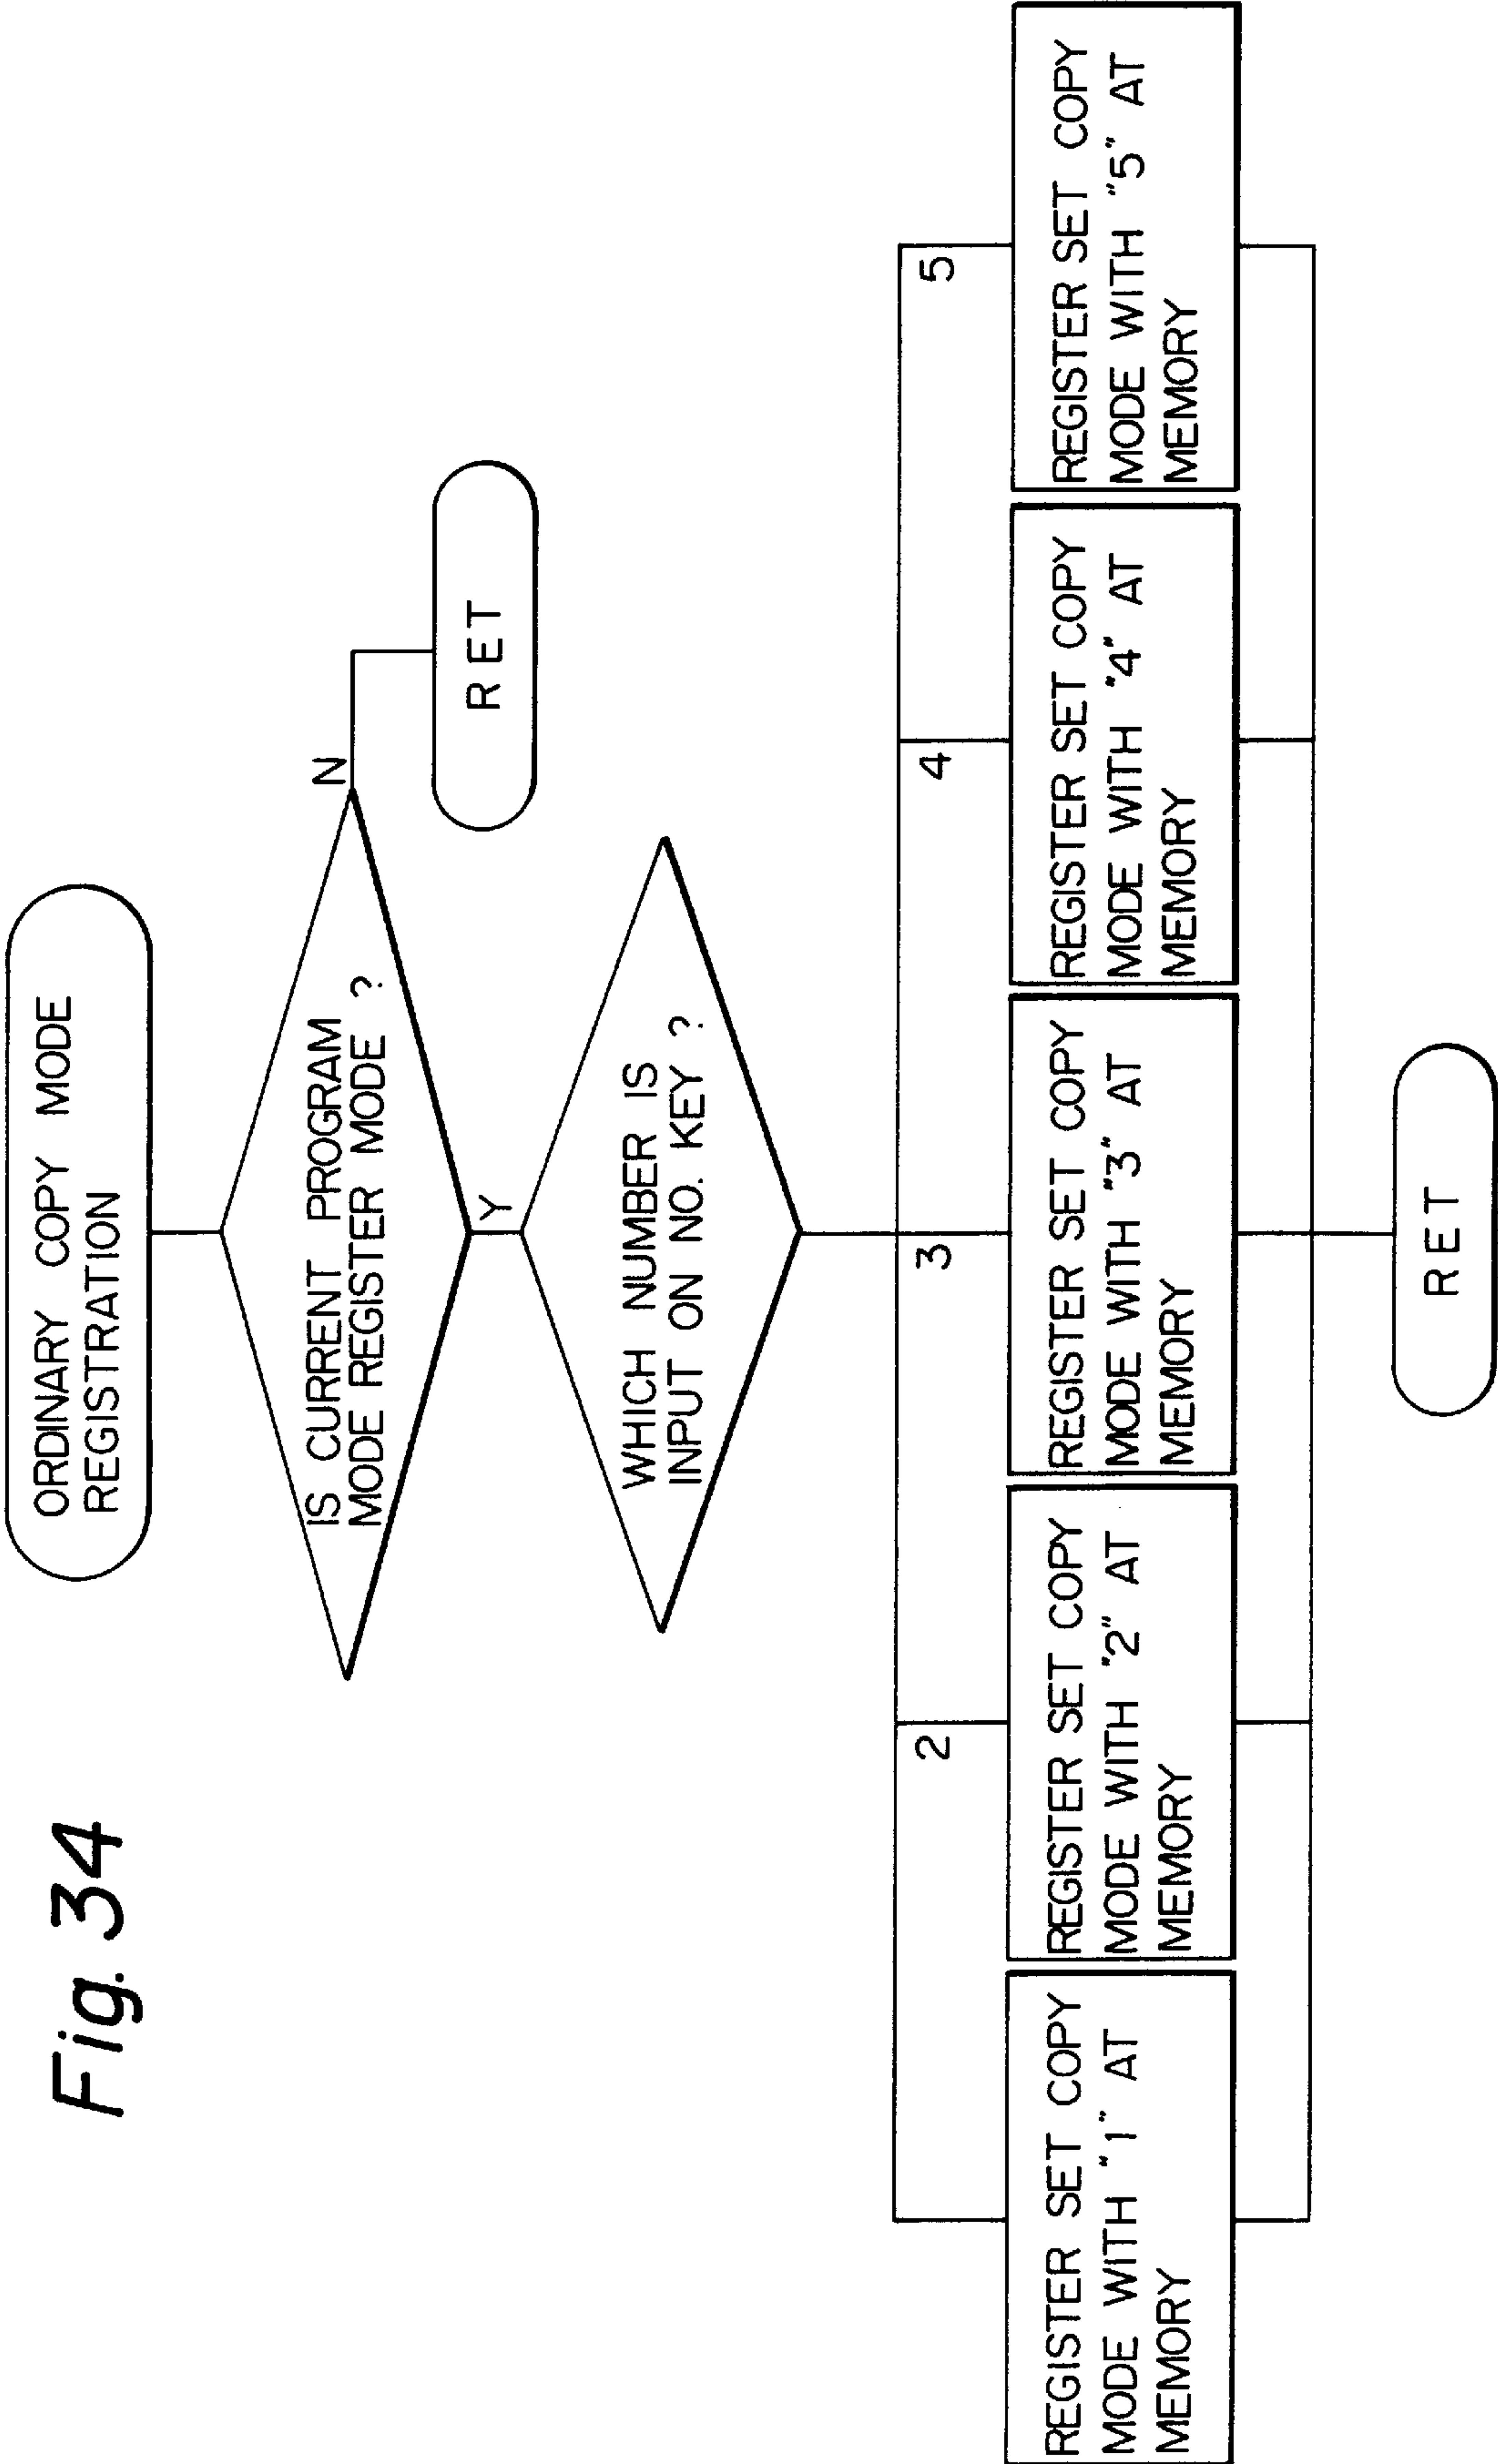 Fig. 34
ORDINARY COPY MODE
REGISTRATION
IS CURRENT PROGRAM
MODE REGISTER MODE ?
N
RET
Y
WHICH NUMBER IS
INPUT ON NO. KEY ?
2
3
4
5
REGISTER SET COPY
MODE WITH "1" AT
MEMORY
REGISTER SET COPY
MODE WITH "2" AT
MEMORY
REGISTER SET COPY
MODE WITH "3" AT
MEMORY
REGISTER SET COPY
MODE WITH "4" AT
MEMORY
REGISTER SET COPY
MODE WITH "5" AT
MEMORY
RET